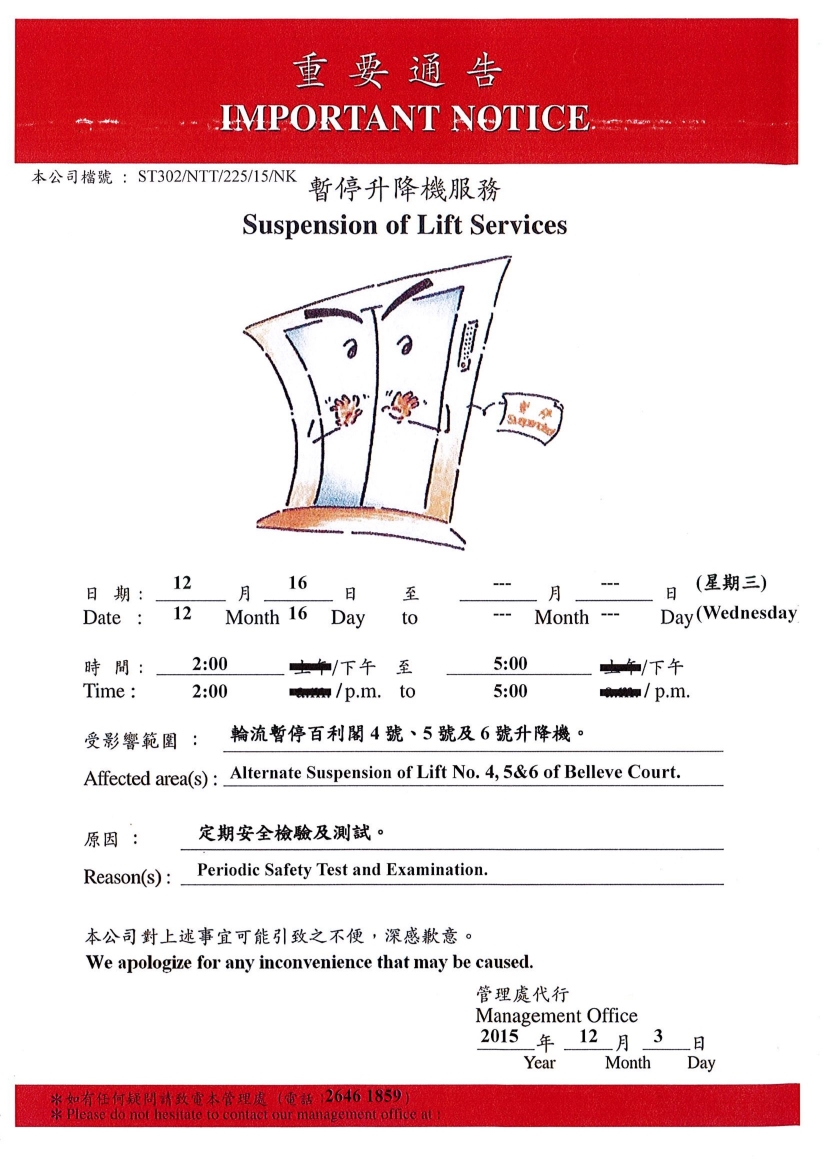 重要通告
IMPORTANT NOTICE
本公司檔號 : ST302/NTT/225/15/NK
暫停升降機服務
Suspension of Lift Services
暫停
Suspended
日期: 12 月 16 日 至 --- 月 --- 日 (星期三)
Date : 12 Month 16 Day to --- Month --- Day (Wednesday
時間: 2:00 上午/下午 至 5:00 上午/下午
Time : 2:00 a.m. / p.m. to 5:00 a.m. / p.m.
受影響範圍 : 輪流暫停百利閣 4 號、5 號及 6 號升降機。
Affected area(s) : Alternate Suspension of Lift No. 4, 5&6 of Belleve Court.
原因 : 定期安全檢驗及測試。
Reason(s) : Periodic Safety Test and Examination.
本公司對上述事宜可能引致之不便，深感歉意。
We apologize for any inconvenience that may be caused.
管理處代行
Management Office
2015 年 12 月 3 日
Year Month Day
*如有任何疑問請致電本管理處 (電話 : 2646 1859)
*Please do not hesitate to contact our management office at :